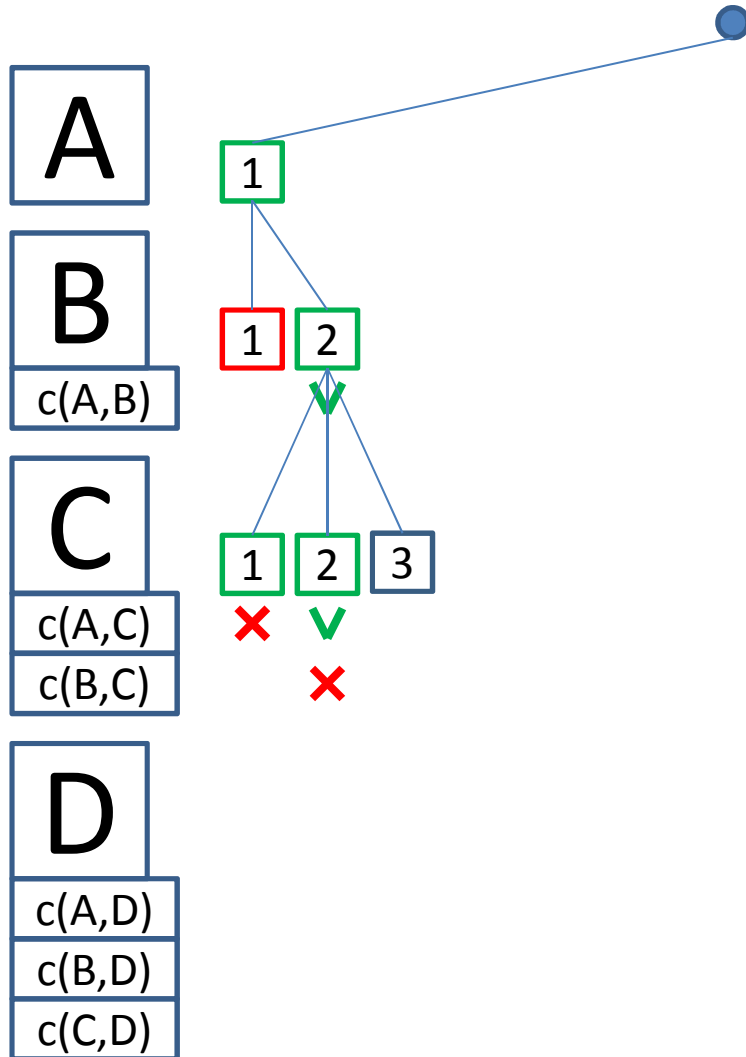 A
1
B
1 2
c(A,B)
C
1 2 3
c(A,C)
c(B,C)
D
c(A,D)
c(B,D)
c(C,D)